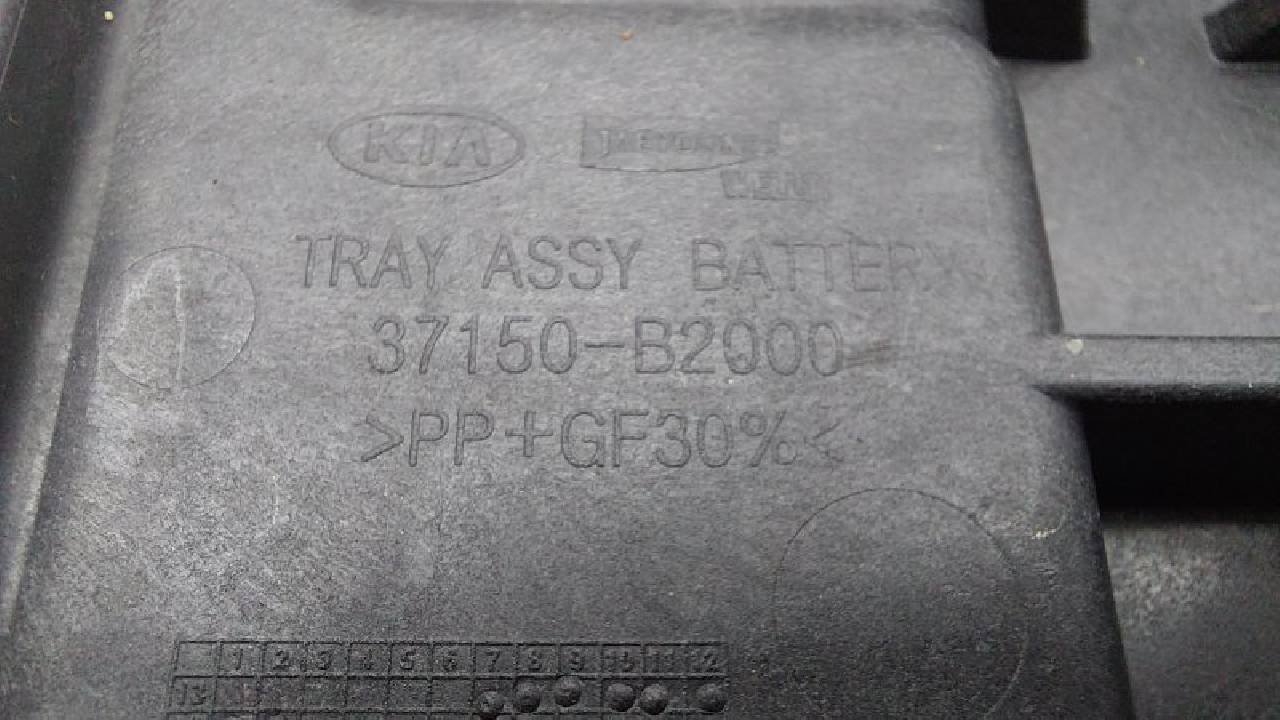 KIA
TRAY ASSY BATTERY
37150-B2000
>PP+GF30%<
1 2 3 4 5 6 7 8 9 10 11 12
13